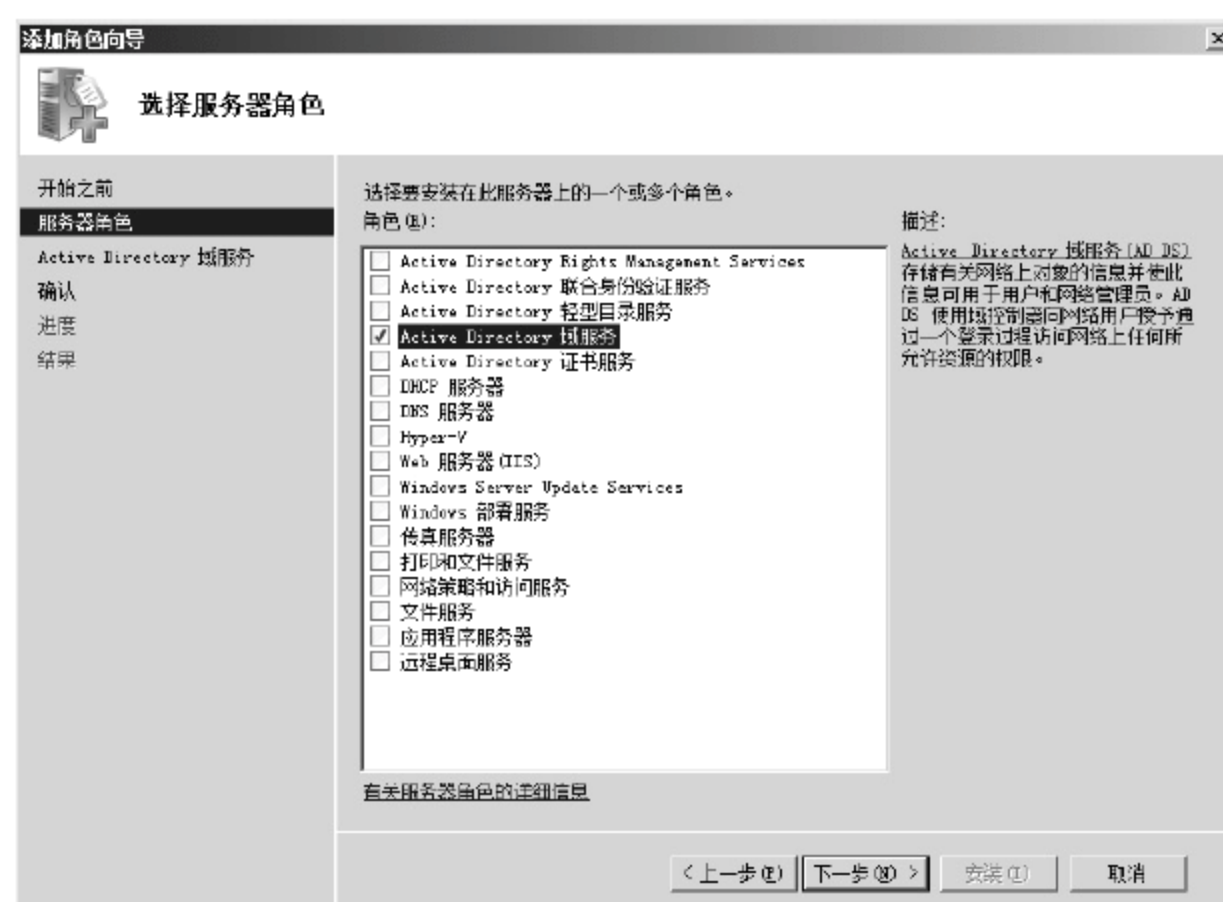 添加角色向导
选择服务器角色
开始之前
服务器角色
Active Directory 域服务
确认
进度
结果
选择要安装在此服务器上的一个或多个角色。
角色(R):
Active Directory Rights Management Services
Active Directory 联合身份验证服务
Active Directory 轻型目录服务
Active Directory 域服务
Active Directory 证书服务
DHCP 服务器
DNS 服务器
Hyper-V
Web 服务器(IIS)
Windows Server Update Services
Windows 部署服务
传真服务器
打印和文件服务
网络策略和访问服务
文件服务
应用程序服务器
远程桌面服务
有关服务器角色的详细信息
描述:
Active Directory 域服务(AD DS)
存储有关网络上对象的信息并使此
信息可用于用户和网络管理员。AD
DS 使用域控制器向网络用户授予通
过一个登录过程访问网络上任何所
允许资源的权限。
< 上一步(P)
下一步(N) >
安装(I)
取消